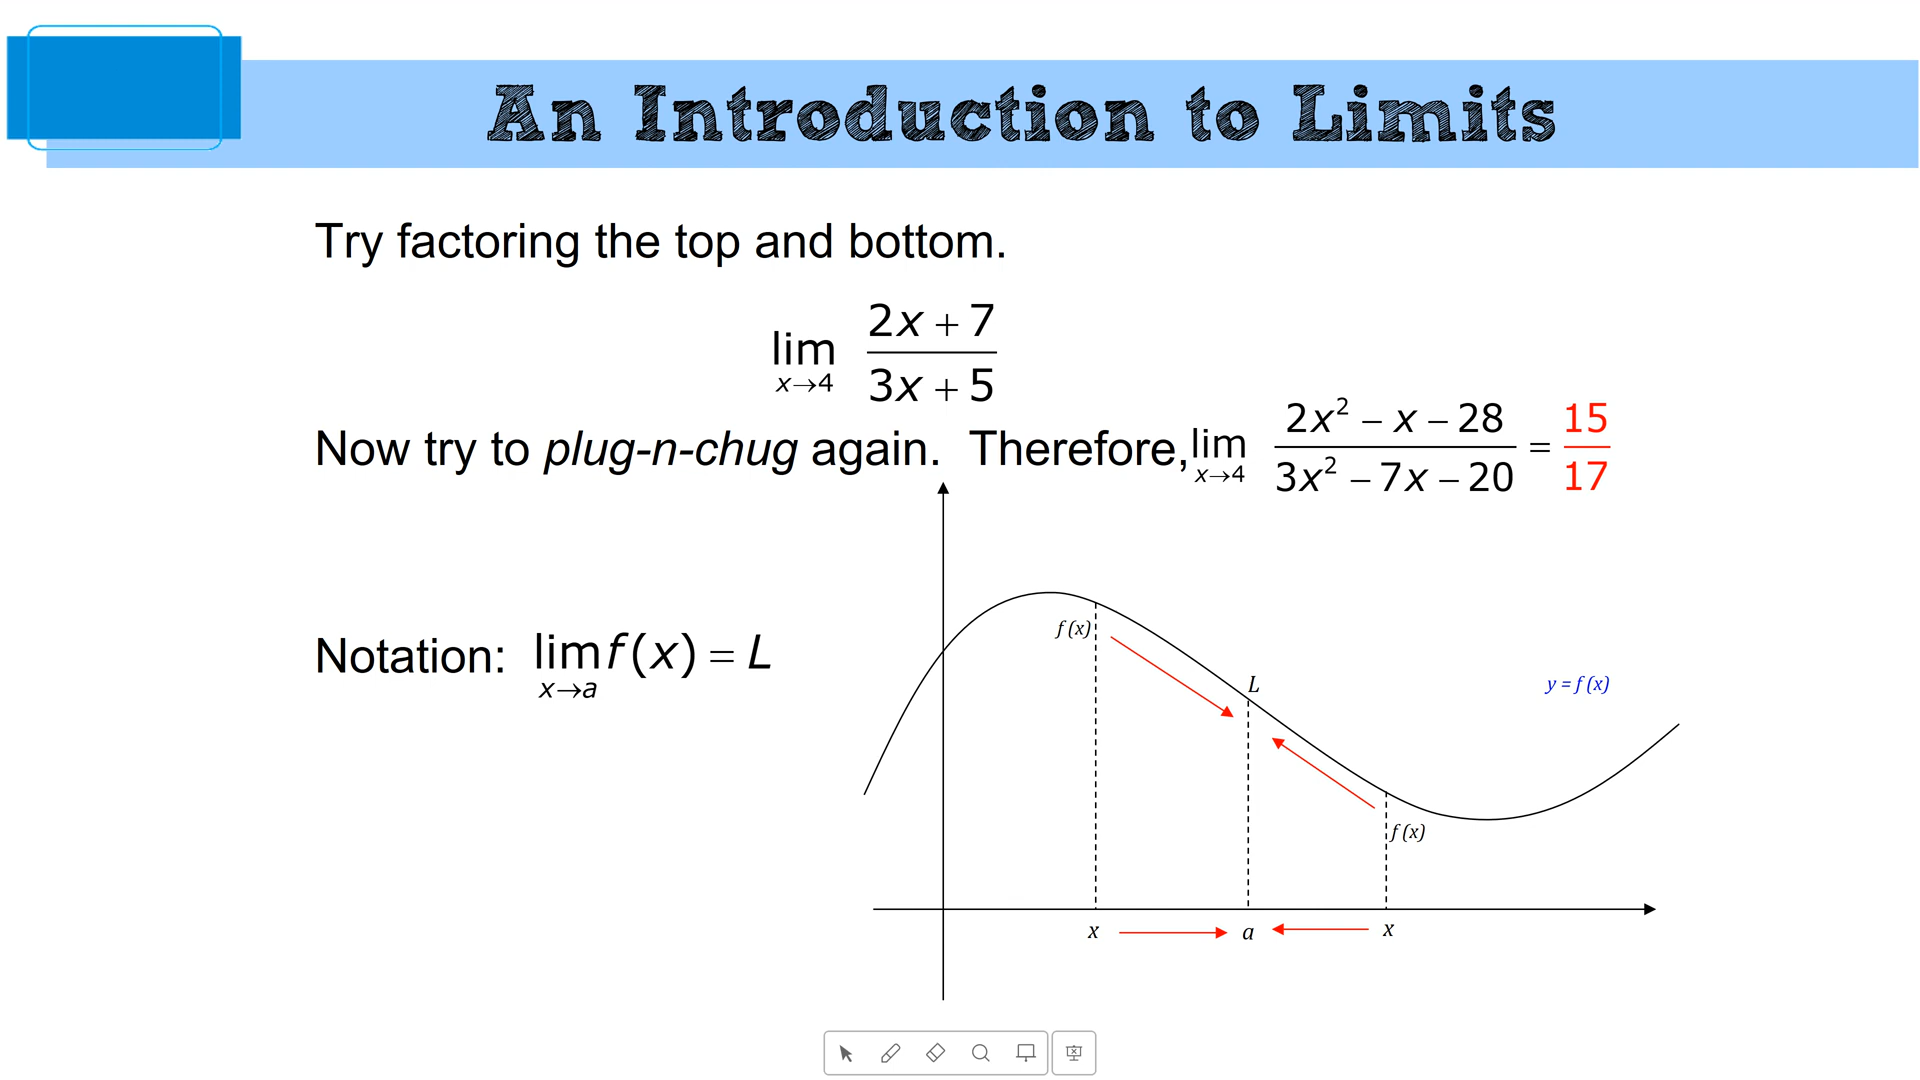 An Introduction to Limits
Try factoring the top and bottom.
lim x→4 (2x + 7)/(3x + 5)
Now try to plug-n-chug again. Therefore, lim x→4 (2x² − x − 28)/(3x² − 7x − 20) = 15/17
Notation: lim x→a f(x) = L
f (x)
L
y = f (x)
f (x)
x a x